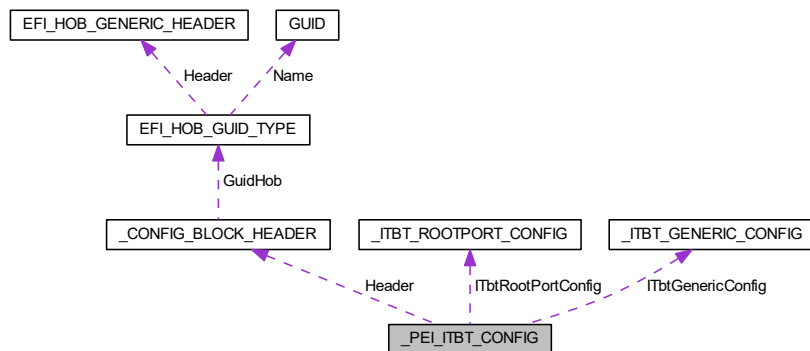 EFI_HOB_GENERIC_HEADER
GUID
Header
Name
EFI_HOB_GUID_TYPE
GuidHob
_CONFIG_BLOCK_HEADER
_ITBT_ROOTPORT_CONFIG
_ITBT_GENERIC_CONFIG
Header
ITbtRootPortConfig
ITbtGenericConfig
_PEI_ITBT_CONFIG